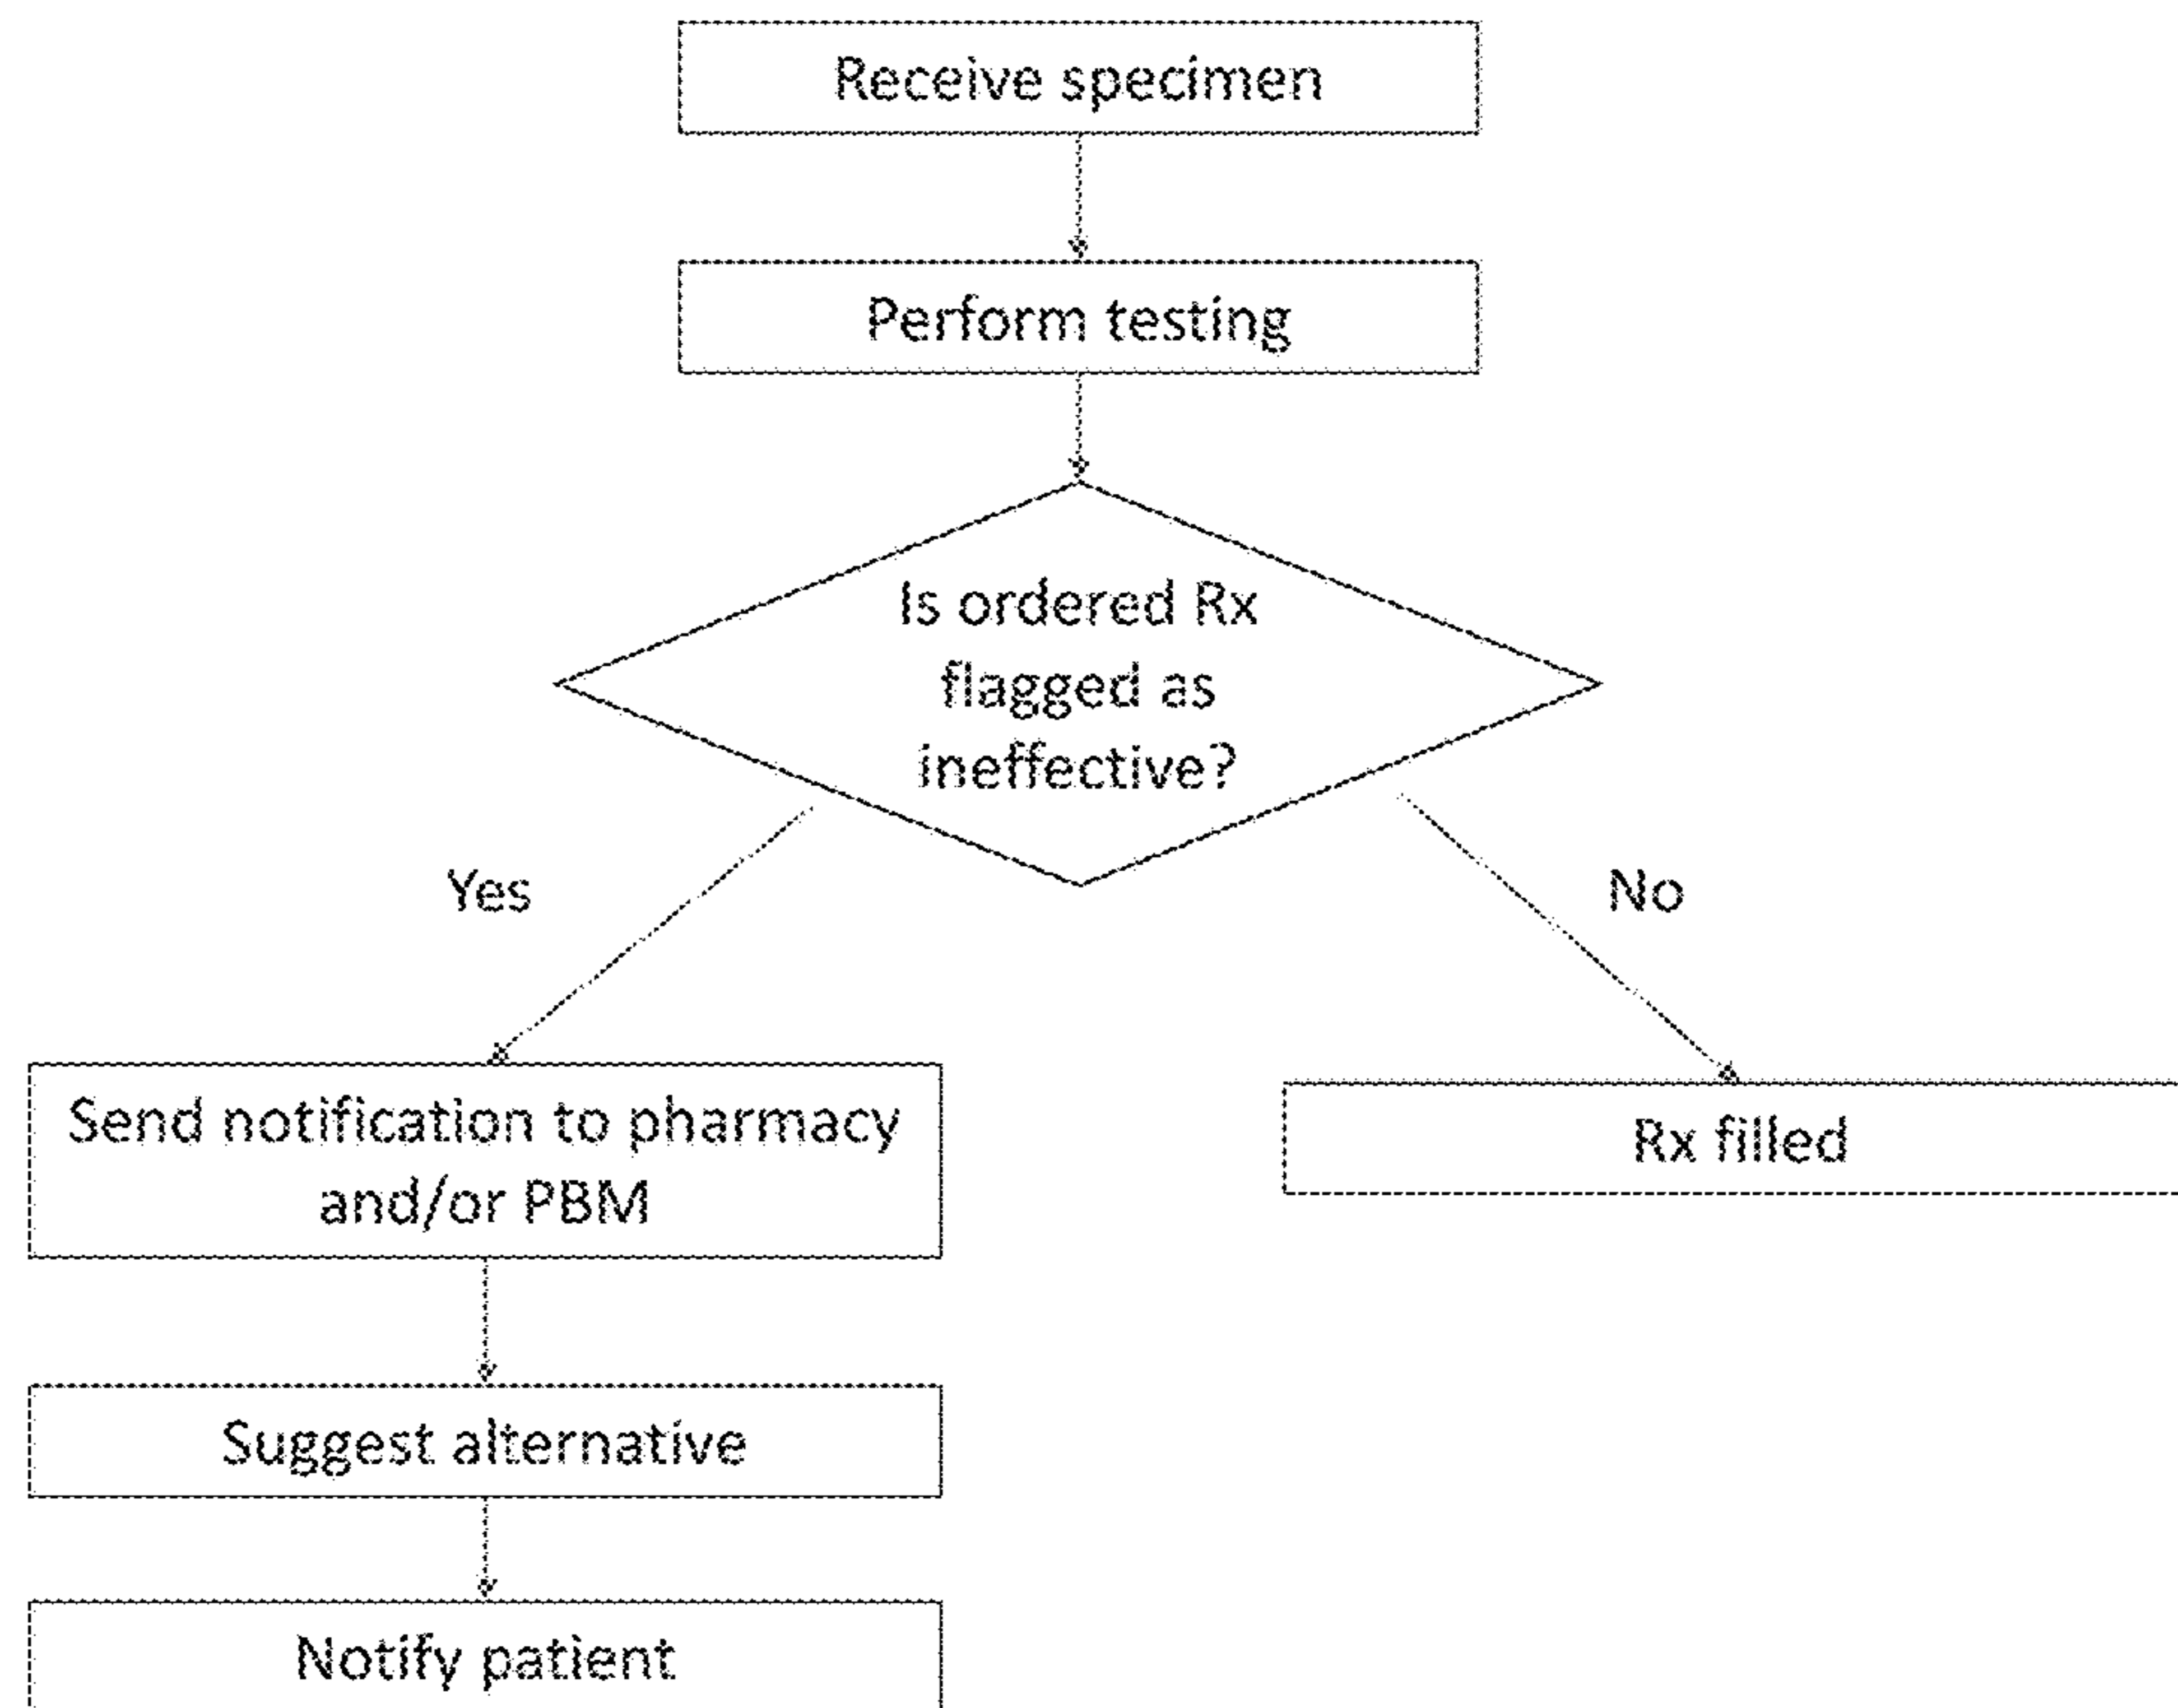 Receive specimen
Perform testing
Is ordered Rx
flagged as
ineffective?
Yes
No
Send notification to pharmacy
and/or PBM
Rx filled
Suggest alternative
Notify patient